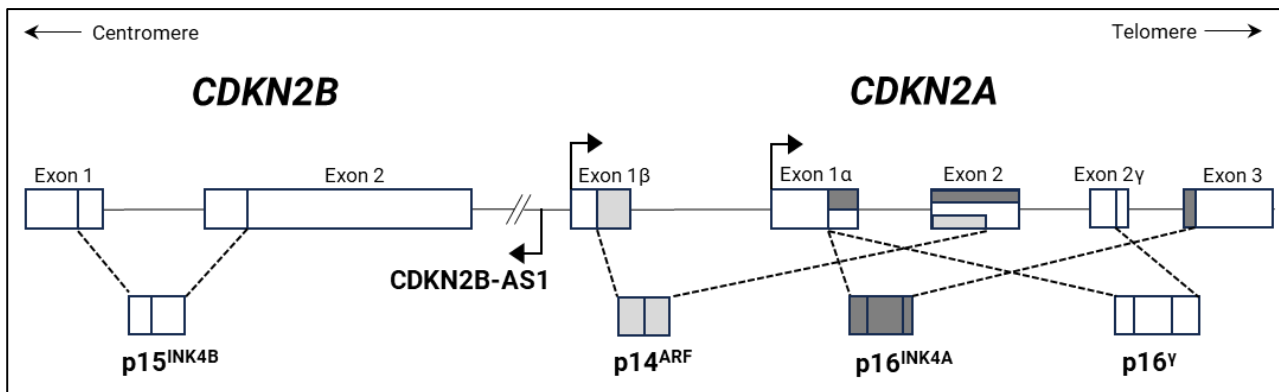 Centromere
Telomere
CDKN2B
CDKN2A
Exon 1
Exon 2
Exon 1β
Exon 1α
Exon 2
Exon 2γ
Exon 3
CDKN2B-AS1
p15INK4B
p14ARF
p16INK4A
p16γ